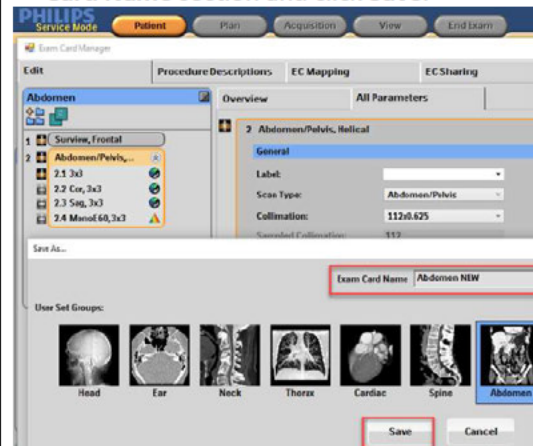 PHILIPS
Service Mode Patient Plan Acquisition View End Exam
Exam Card Manager
Edit Procedure Descriptions EC Mapping EC Sharing
Abdomen Overview All Parameters
1 Surview, Frontal
2 Abdomen/Pelvis,...
2.1 3x3
2.2 Cor, 3x3
2.3 Sag, 3x3
2.4 MonoE60, 3x3
2 Abdomen/Pelvis, Helical
General
Label:
Scan Type: Abdomen/Pelvis
Collimation: 112x0.625
Sampled Collimation: 112
Save As...
Exam Card Name Abdomen NEW
User Set Groups:
Head Ear Neck Thorax Cardiac Spine Abdomen
Save Cancel